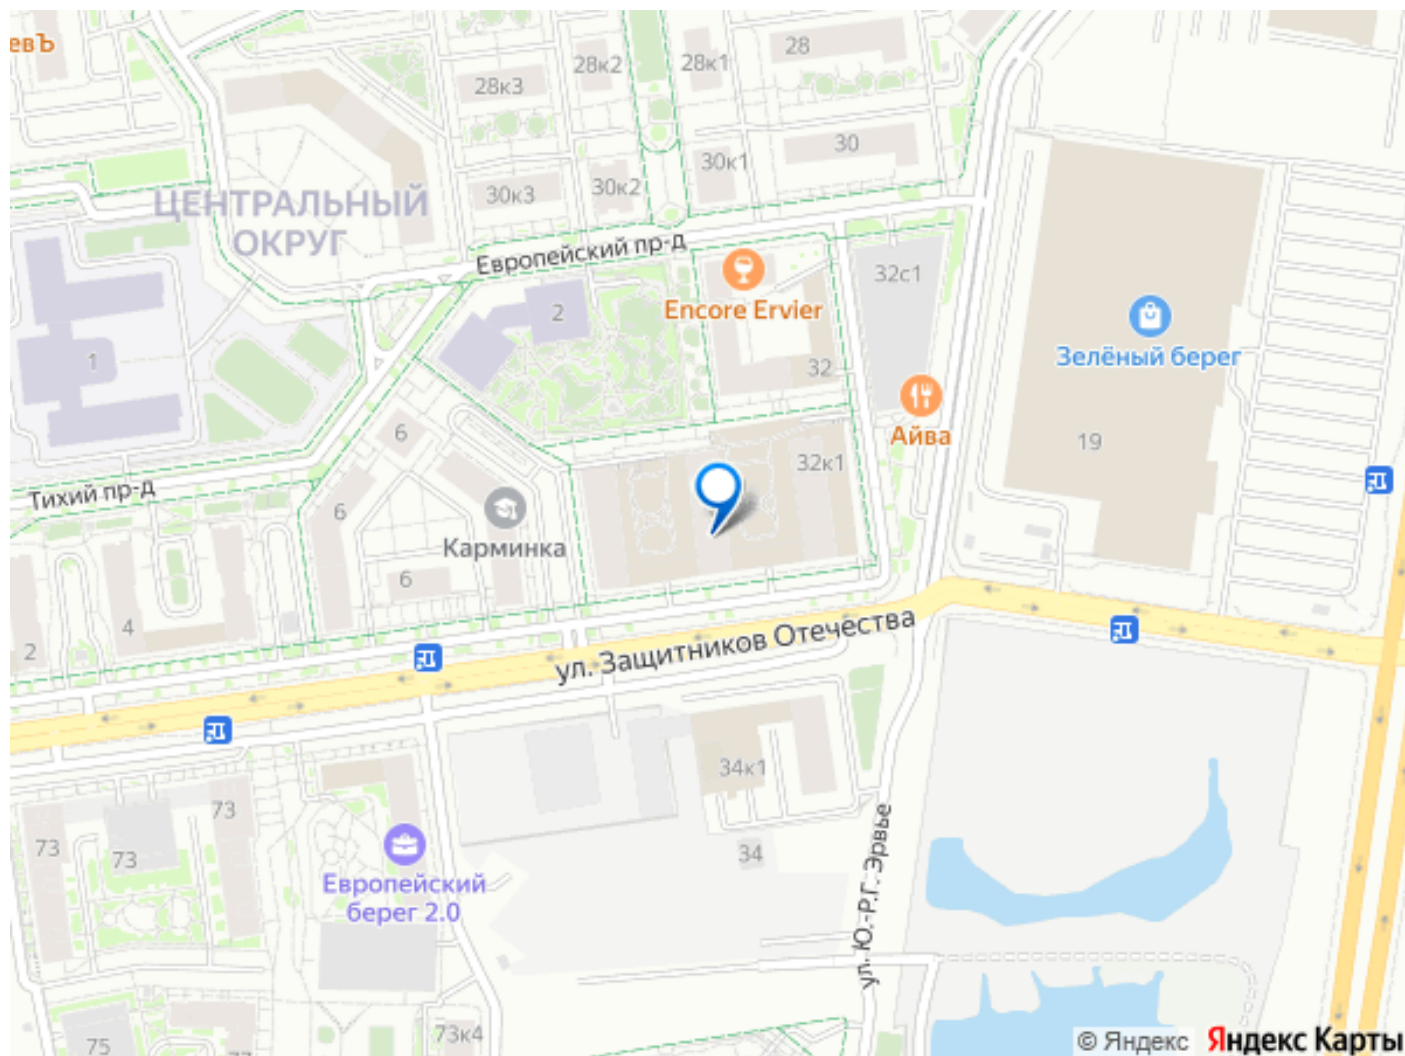 евЪ
28к2
28к1
28
28к3
30к1
30
30к3
30к2
ЦЕНТРАЛЬНЫЙ
ОКРУГ
Европейский пр-д
32с1
Encore Ervier
2
Зелёный берег
1
32
6
Айва
19
32к1
Тихий пр-д
6
Карминка
6
4
2
ул. Защитников Отечества
34к1
73
73
73
34
Европейский
берег 2.0
ул. Ю.-Р.Г. Эрвье
73к4
75
© Яндекс
Яндекс Карты